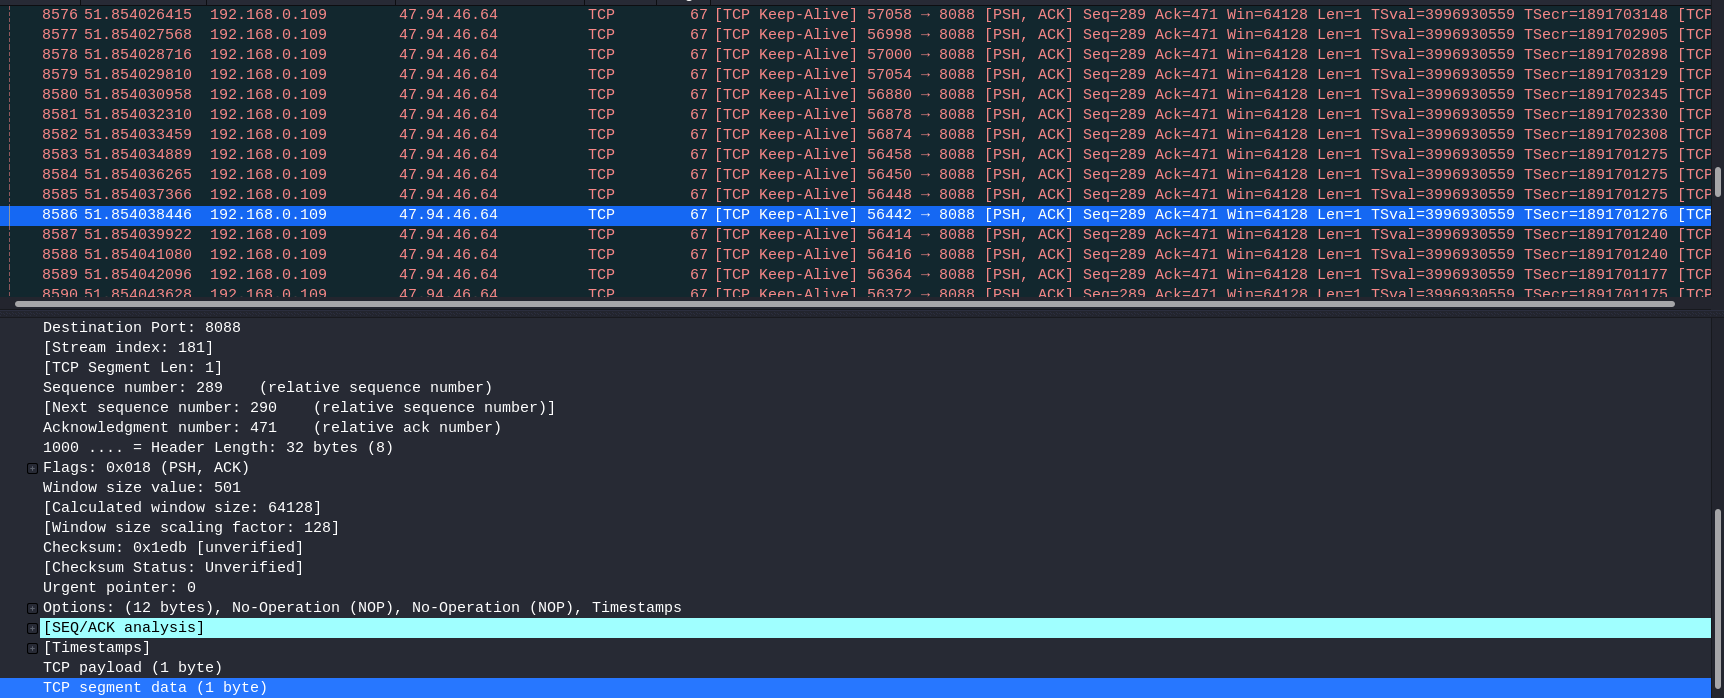 8576 51.854026415 192.168.0.109 47.94.46.64 TCP 67 [TCP Keep-Alive] 57058 → 8088 [PSH, ACK] Seq=289 Ack=471 Win=64128 Len=1 TSval=3996930559 TSecr=1891703148 [TCP
8577 51.854027568 192.168.0.109 47.94.46.64 TCP 67 [TCP Keep-Alive] 56998 → 8088 [PSH, ACK] Seq=289 Ack=471 Win=64128 Len=1 TSval=3996930559 TSecr=1891702905 [TCP
8578 51.854028716 192.168.0.109 47.94.46.64 TCP 67 [TCP Keep-Alive] 57000 → 8088 [PSH, ACK] Seq=289 Ack=471 Win=64128 Len=1 TSval=3996930559 TSecr=1891702898 [TCP
8579 51.854029810 192.168.0.109 47.94.46.64 TCP 67 [TCP Keep-Alive] 57054 → 8088 [PSH, ACK] Seq=289 Ack=471 Win=64128 Len=1 TSval=3996930559 TSecr=1891703129 [TCP
8580 51.854030958 192.168.0.109 47.94.46.64 TCP 67 [TCP Keep-Alive] 56880 → 8088 [PSH, ACK] Seq=289 Ack=471 Win=64128 Len=1 TSval=3996930559 TSecr=1891702345 [TCP
8581 51.854032310 192.168.0.109 47.94.46.64 TCP 67 [TCP Keep-Alive] 56878 → 8088 [PSH, ACK] Seq=289 Ack=471 Win=64128 Len=1 TSval=3996930559 TSecr=1891702330 [TCP
8582 51.854033459 192.168.0.109 47.94.46.64 TCP 67 [TCP Keep-Alive] 56874 → 8088 [PSH, ACK] Seq=289 Ack=471 Win=64128 Len=1 TSval=3996930559 TSecr=1891702308 [TCP
8583 51.854034889 192.168.0.109 47.94.46.64 TCP 67 [TCP Keep-Alive] 56458 → 8088 [PSH, ACK] Seq=289 Ack=471 Win=64128 Len=1 TSval=3996930559 TSecr=1891701275 [TCP
8584 51.854036265 192.168.0.109 47.94.46.64 TCP 67 [TCP Keep-Alive] 56450 → 8088 [PSH, ACK] Seq=289 Ack=471 Win=64128 Len=1 TSval=3996930559 TSecr=1891701275 [TCP
8585 51.854037366 192.168.0.109 47.94.46.64 TCP 67 [TCP Keep-Alive] 56448 → 8088 [PSH, ACK] Seq=289 Ack=471 Win=64128 Len=1 TSval=3996930559 TSecr=1891701275 [TCP
8586 51.854038446 192.168.0.109 47.94.46.64 TCP 67 [TCP Keep-Alive] 56442 → 8088 [PSH, ACK] Seq=289 Ack=471 Win=64128 Len=1 TSval=3996930559 TSecr=1891701276 [TCP
8587 51.854039922 192.168.0.109 47.94.46.64 TCP 67 [TCP Keep-Alive] 56414 → 8088 [PSH, ACK] Seq=289 Ack=471 Win=64128 Len=1 TSval=3996930559 TSecr=1891701240 [TCP
8588 51.854041080 192.168.0.109 47.94.46.64 TCP 67 [TCP Keep-Alive] 56416 → 8088 [PSH, ACK] Seq=289 Ack=471 Win=64128 Len=1 TSval=3996930559 TSecr=1891701240 [TCP
8589 51.854042096 192.168.0.109 47.94.46.64 TCP 67 [TCP Keep-Alive] 56364 → 8088 [PSH, ACK] Seq=289 Ack=471 Win=64128 Len=1 TSval=3996930559 TSecr=1891701177 [TCP
8590 51.854043628 192.168.0.109 47.94.46.64 TCP 67 [TCP Keep-Alive] 56372 → 8088 [PSH, ACK] Seq=289 Ack=471 Win=64128 Len=1 TSval=3996930559 TSecr=1891701175 [TCP
Destination Port: 8088
[Stream index: 181]
[TCP Segment Len: 1]
Sequence number: 289 (relative sequence number)
[Next sequence number: 290 (relative sequence number)]
Acknowledgment number: 471 (relative ack number)
1000 .... = Header Length: 32 bytes (8)
Flags: 0x018 (PSH, ACK)
Window size value: 501
[Calculated window size: 64128]
[Window size scaling factor: 128]
Checksum: 0x1edb [unverified]
[Checksum Status: Unverified]
Urgent pointer: 0
Options: (12 bytes), No-Operation (NOP), No-Operation (NOP), Timestamps
[SEQ/ACK analysis]
[Timestamps]
TCP payload (1 byte)
TCP segment data (1 byte)